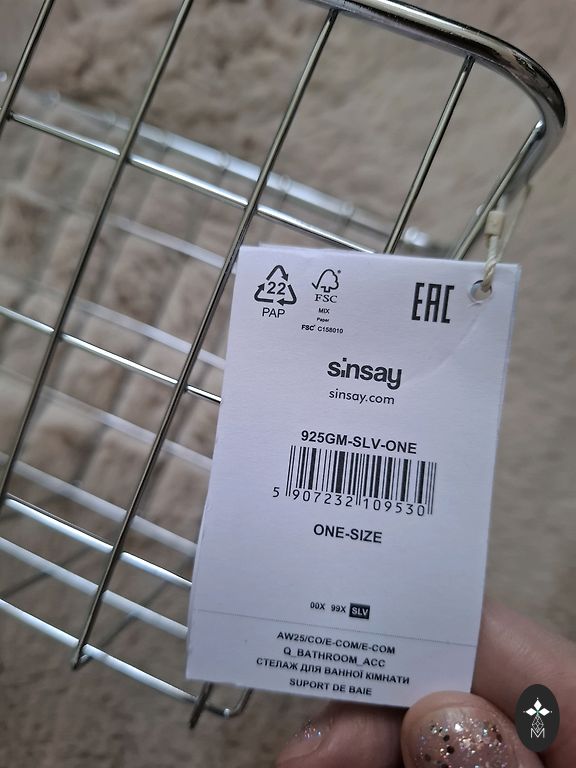 22
PAP
FSC®
MIX
Paper
FSC® C158010
EAC
sinsay
sinsay.com
925GM-SLV-ONE
5 907232 109530
ONE-SIZE
00X 99X SLV
AW25/CO/E-COM/E-COM
Q_BATHROOM_ACC
СТЕЛАЖ ДЛЯ ВАННОЇ КІМНАТИ
SUPORT DE BAIE
M